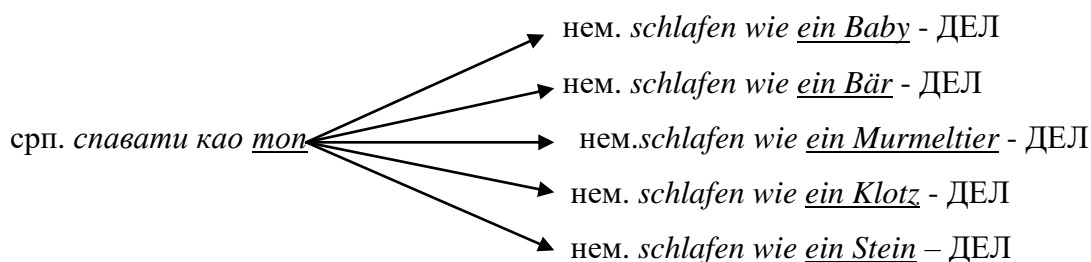 нем. schlafen wie ein Baby - ДЕЛ
нем. schlafen wie ein Bär - ДЕЛ
срп. спавати као топ нем.schlafen wie ein Murmeltier - ДЕЛ
нем. schlafen wie ein Klotz - ДЕЛ
нем. schlafen wie ein Stein – ДЕЛ